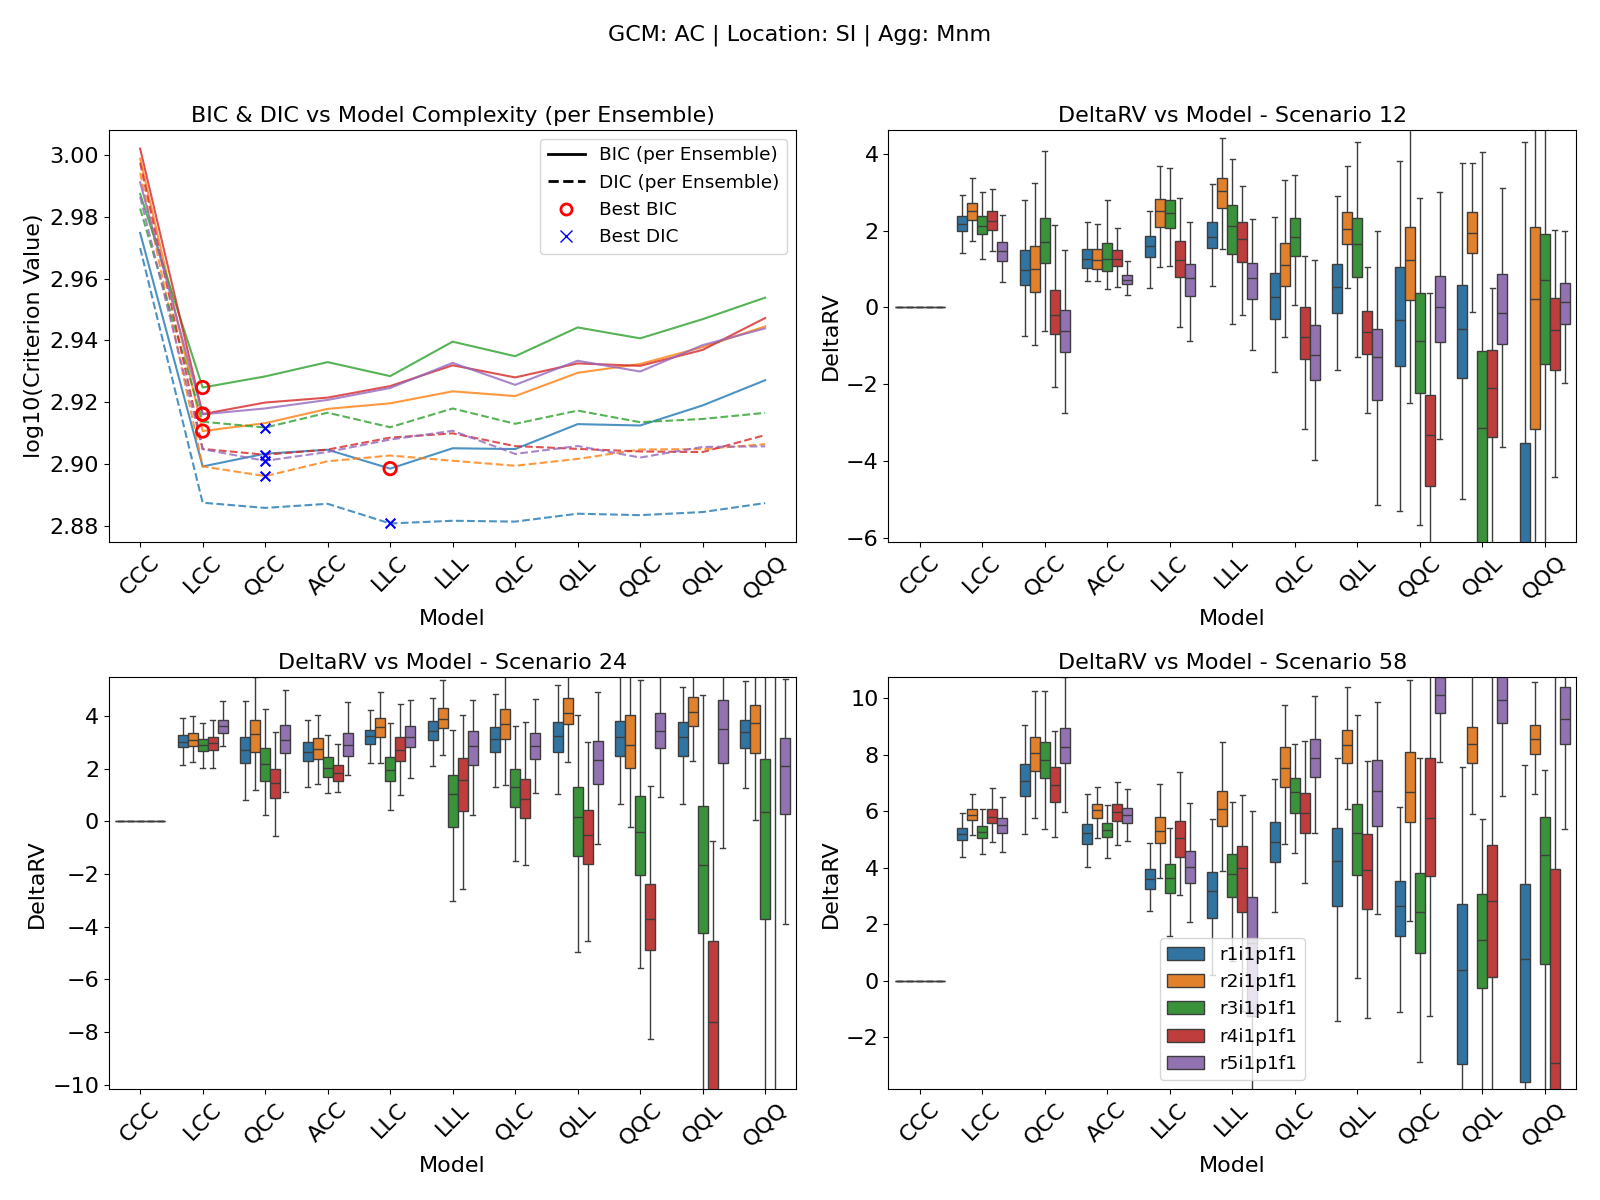 GCM: AC | Location: SI | Agg: Mnm
BIC & DIC vs Model Complexity (per Ensemble)
log10(Criterion Value)
3.00
2.98
2.96
2.94
2.92
2.90
2.88
BIC (per Ensemble)
DIC (per Ensemble)
Best BIC
Best DIC
CCC LCC QCC ACC LLC LLL QLC QLL QQC QQL QQQ
Model
DeltaRV vs Model - Scenario 12
DeltaRV
4
2
0
−2
−4
−6
CCC LCC QCC ACC LLC LLL QLC QLL QQC QQL QQQ
Model
DeltaRV vs Model - Scenario 24
DeltaRV
4
2
0
−2
−4
−6
−8
−10
CCC LCC QCC ACC LLC LLL QLC QLL QQC QQL QQQ
Model
DeltaRV vs Model - Scenario 58
DeltaRV
10
8
6
4
2
0
−2
r1i1p1f1
r2i1p1f1
r3i1p1f1
r4i1p1f1
r5i1p1f1
CCC LCC QCC ACC LLC LLL QLC QLL QQC QQL QQQ
Model